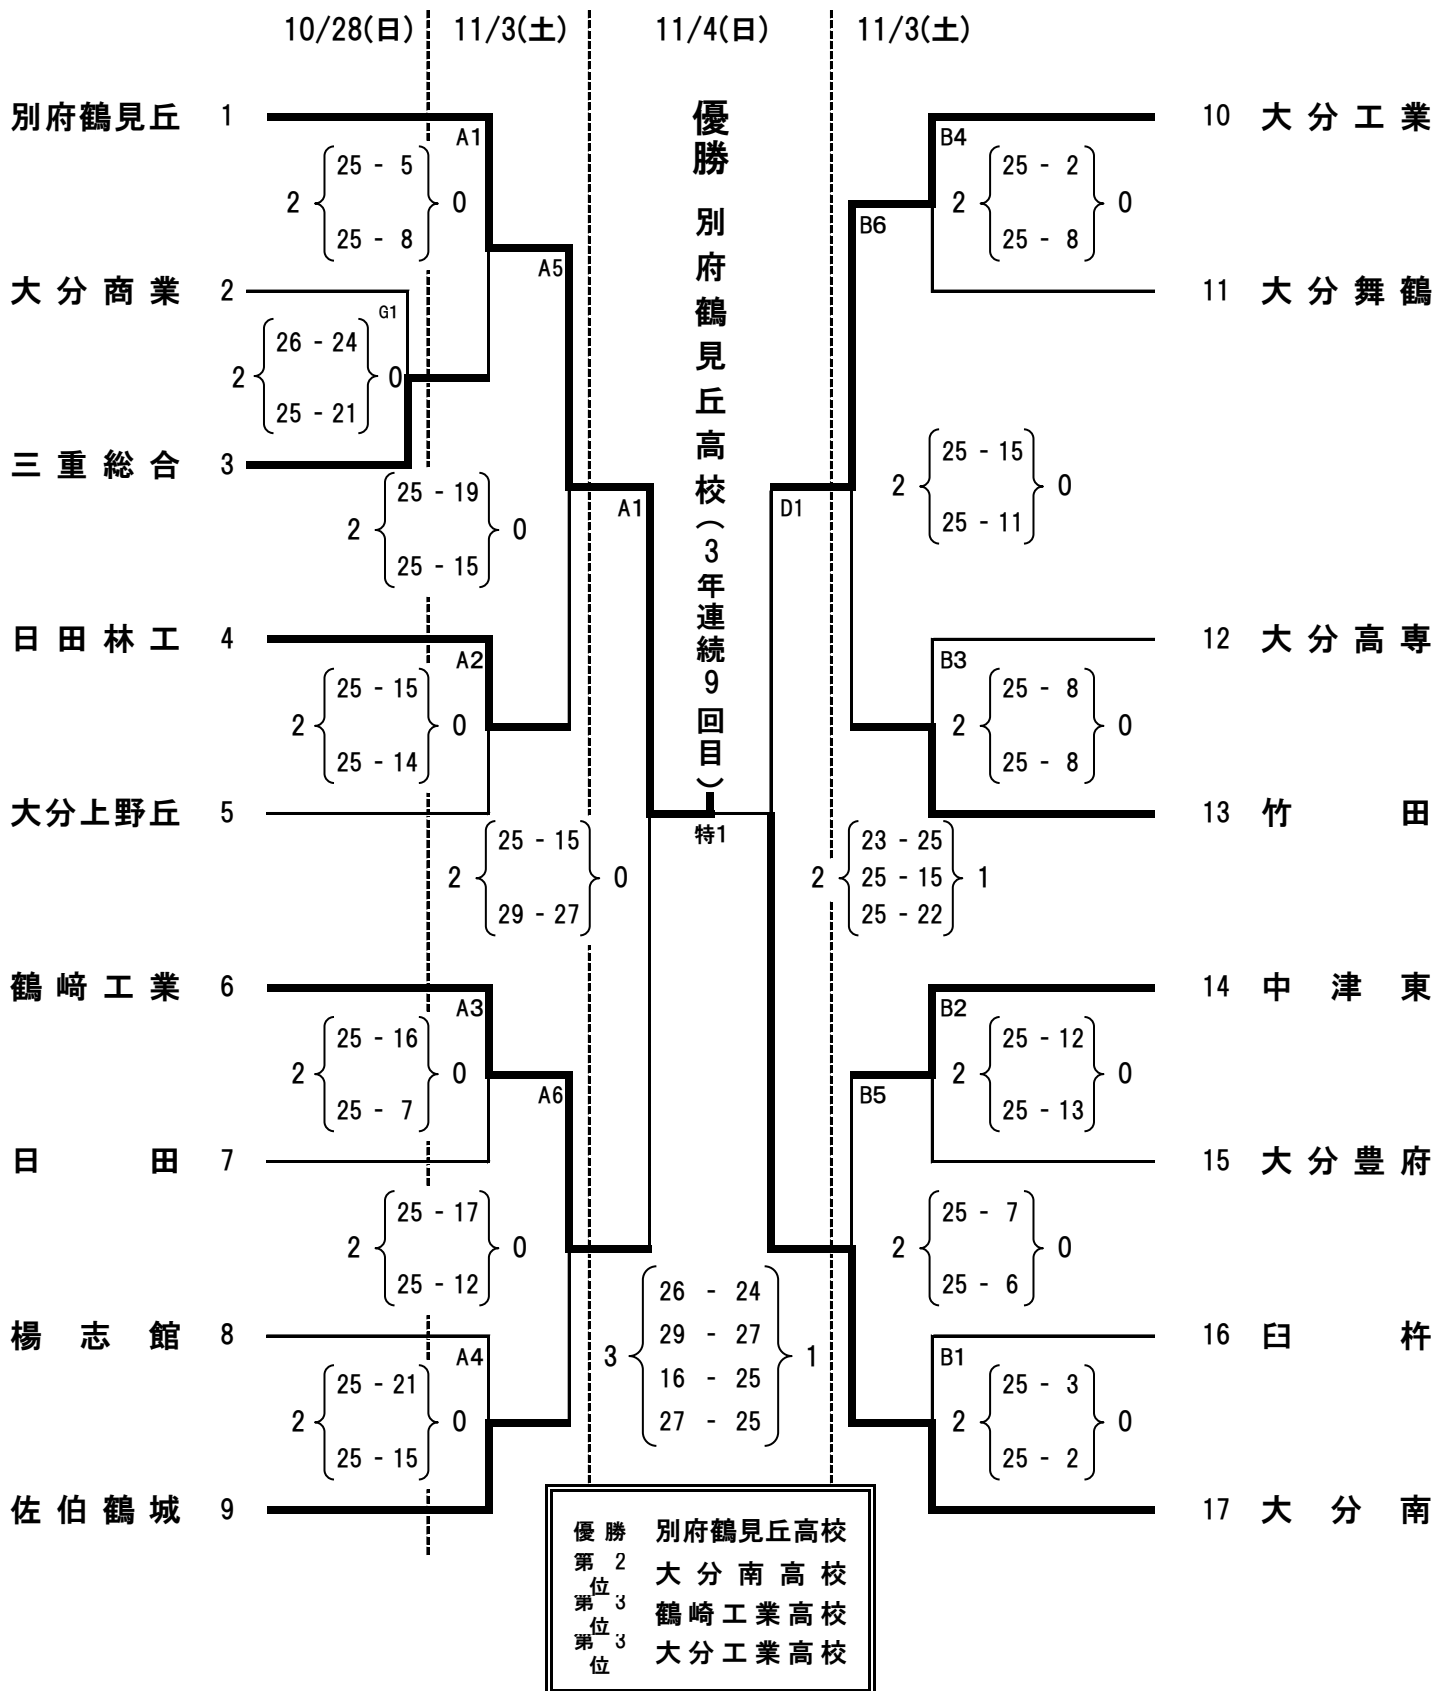 10/28(日) 11/3(土) 11/4(日) 11/3(土)
優勝 別府鶴見丘高校(3年連続9回目)
別府鶴見丘 1
A1
2 25 - 5 0
25 - 8
大分商業 2
G1
2 26 - 24 0
25 - 21
三重総合 3
A5
2 25 - 19 0
25 - 15
日田林工 4
A2
2 25 - 15 0
25 - 14
大分上野丘 5
A1
2 25 - 15 0
29 - 27
鶴﨑工業 6
A3
2 25 - 16 0
25 - 7
日田 7
A6
2 25 - 17 0
25 - 12
楊志館 8
A4
2 25 - 21 0
25 - 15
佐伯鶴城 9
特1
3 26 - 24 1
29 - 27
16 - 25
27 - 25
10 大分工業
B4
2 25 - 2 0
25 - 8
11 大分舞鶴
B6
2 25 - 15 0
25 - 11
12 大分高専
B3
2 25 - 8 0
25 - 8
13 竹田
D1
2 23 - 25 1
25 - 15
25 - 22
14 中津東
B2
2 25 - 12 0
25 - 13
15 大分豊府
B5
2 25 - 7 0
25 - 6
16 臼杵
B1
2 25 - 3 0
25 - 2
17 大分南
優勝 別府鶴見丘高校
第2位 大分南高校
第3位 鶴崎工業高校
第3位 大分工業高校